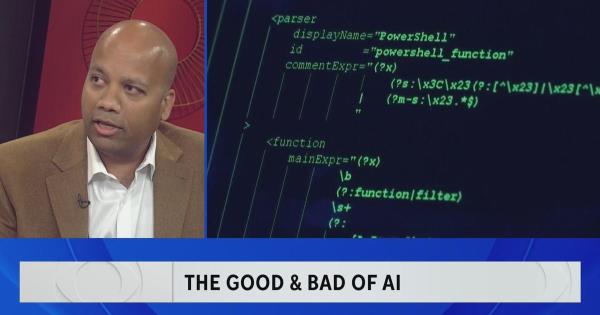 <parser
displayName="PowerShell"
id ="powershell_function"
commentExpr="(?x)
(?s:\x3C\x23(?:[^\x23]|\x23[^\x
| (?m-s:\x23.*$)
"
>
<function
mainExpr="(?x)
\b
(?:function|filter)
\s+
(?:
THE GOOD & BAD OF AI